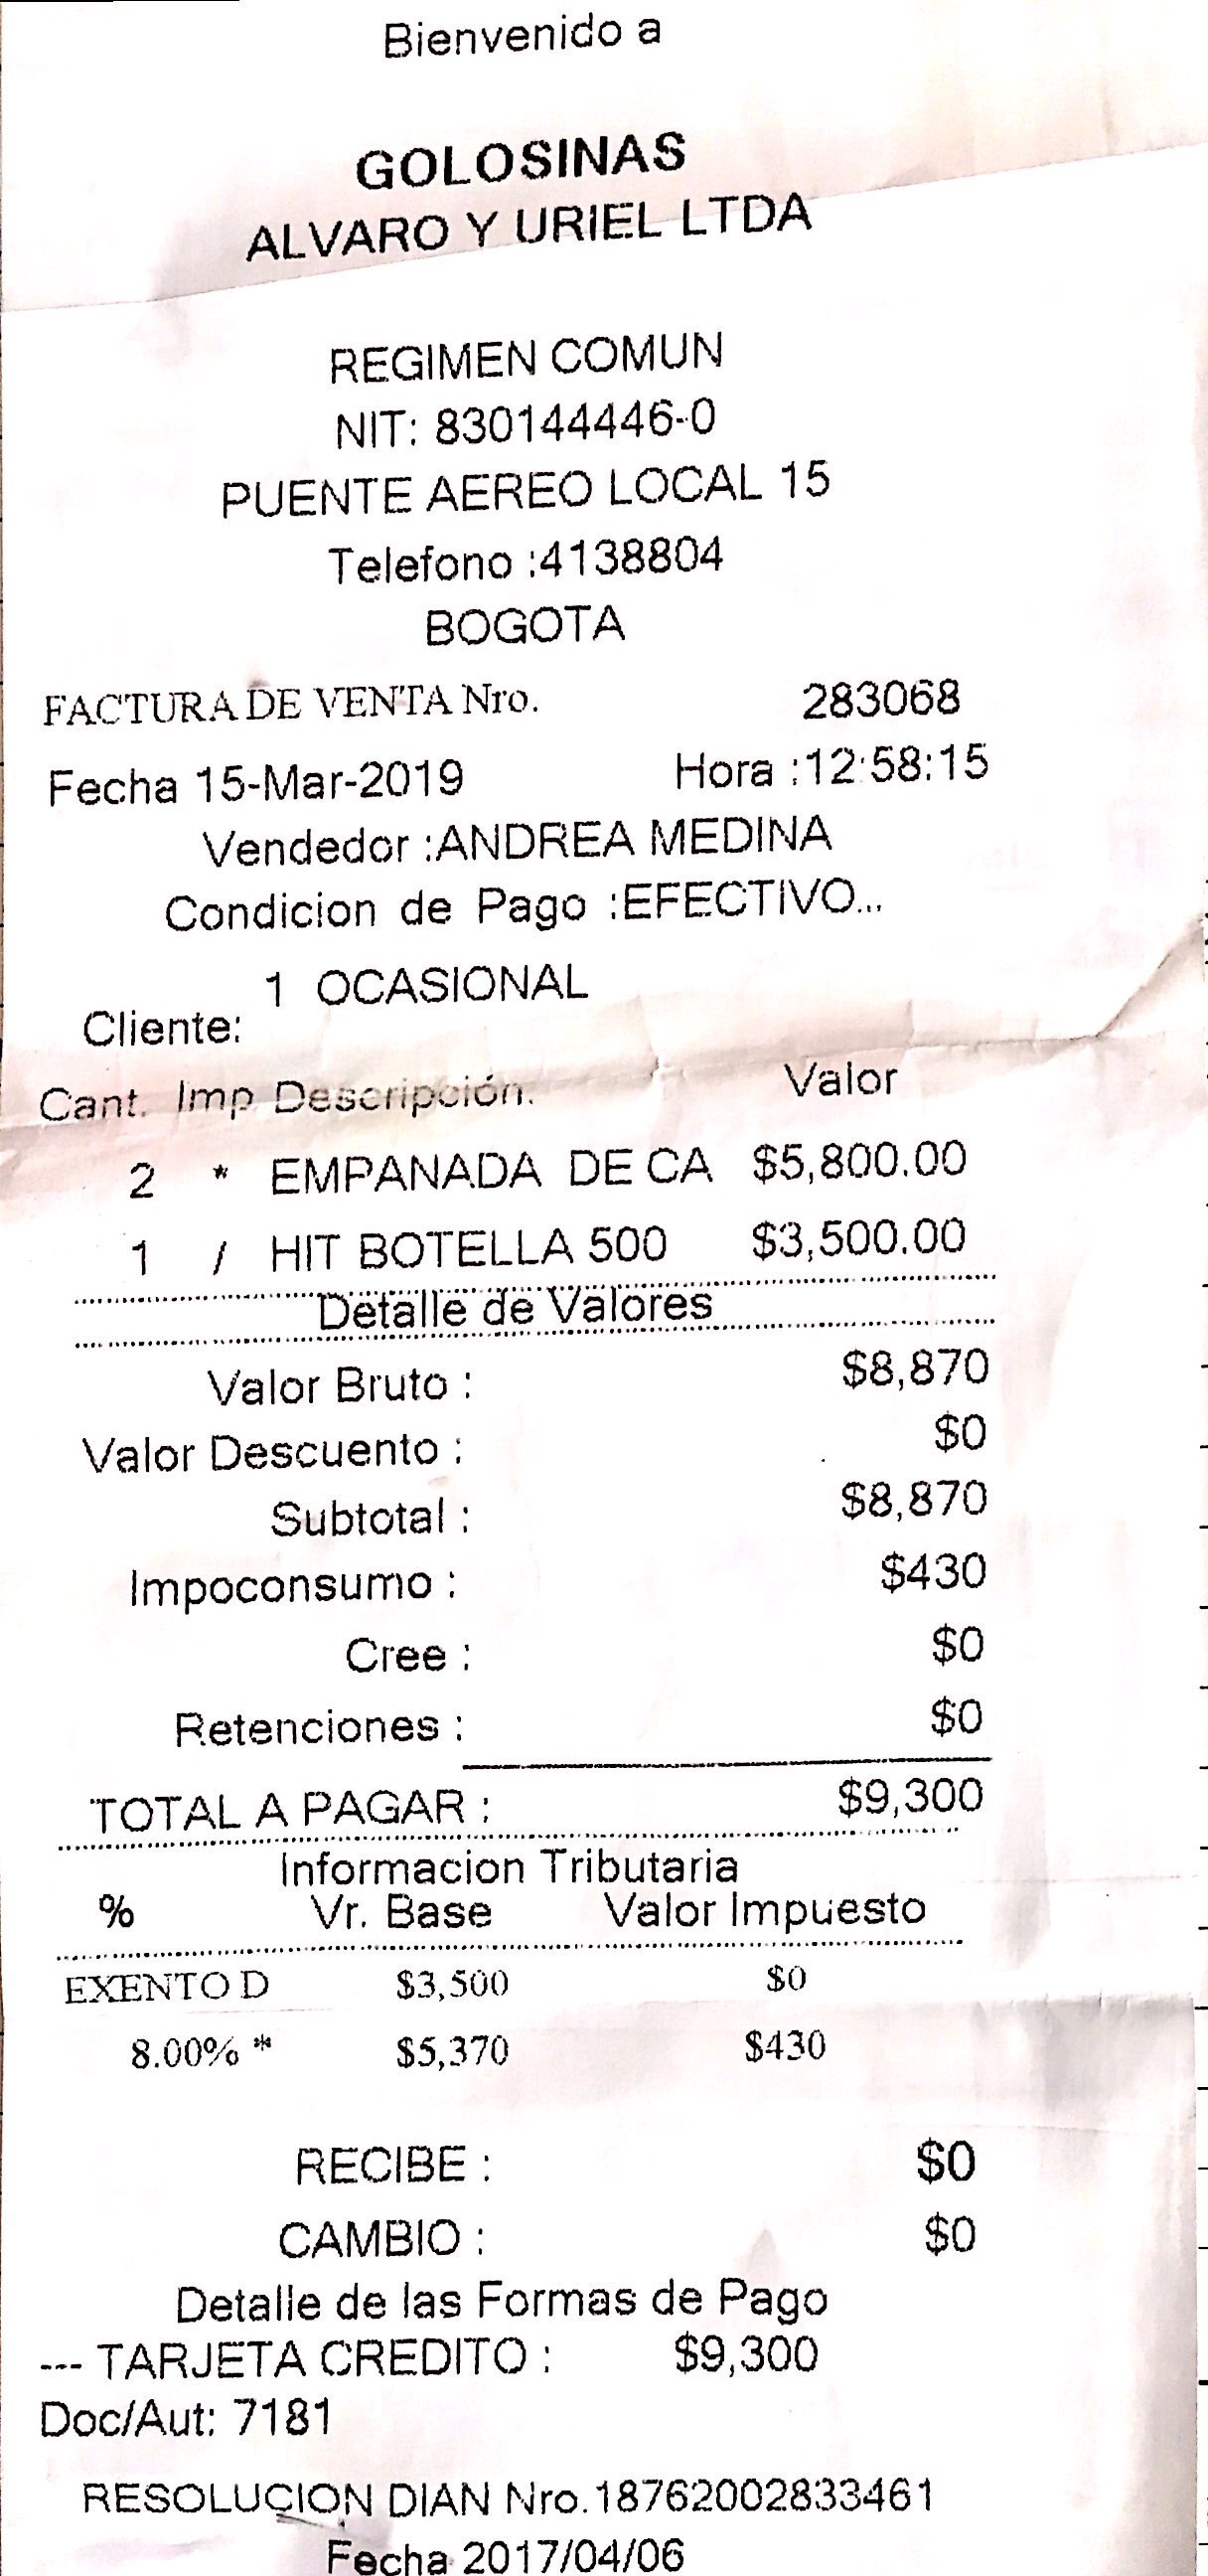 Bienvenido a
GOLOSINAS
ALVARO Y URIEL LTDA
REGIMEN COMUN
NIT: 830144446-0
PUENTE AEREO LOCAL 15
Telefono :4138804
BOGOTA
FACTURA DE VENTA Nro. 283068
Fecha 15-Mar-2019 Hora :12:58:15
Vendedor :ANDREA MEDINA
Condicion de Pago :EFECTIVO...
1 OCASIONAL
Cliente:
Cant. Imp Descripción. Valor
2 * EMPANADA DE CA $5,800.00
1 / HIT BOTELLA 500 $3,500.00
Detalle de Valores
Valor Bruto : $8,870
Valor Descuento : $0
Subtotal : $8,870
Impoconsumo : $430
Cree : $0
Retenciones : $0
TOTAL A PAGAR : $9,300
Informacion Tributaria
% Vr. Base Valor Impuesto
EXENTO D $3,500 $0
8.00% * $5,370 $430
RECIBE : $0
CAMBIO : $0
Detalle de las Formas de Pago
--- TARJETA CREDITO : $9,300
Doc/Aut: 7181
RESOLUCION DIAN Nro.18762002833461
Fecha 2017/04/06